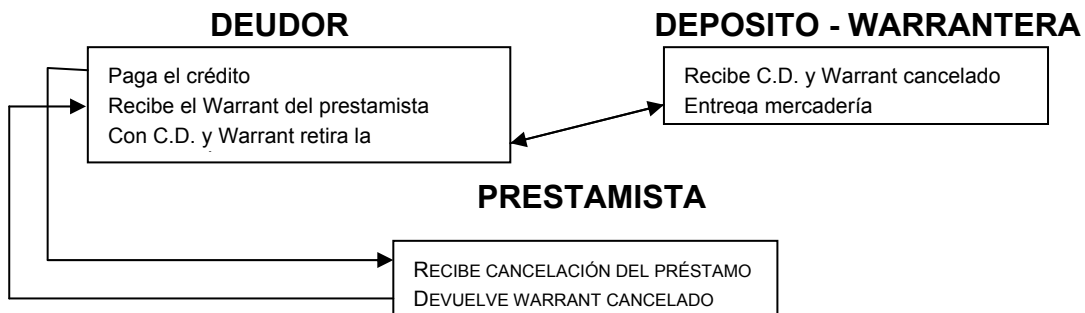 DEUDOR
Paga el crédito
Recibe el Warrant del prestamista
Con C.D. y Warrant retira la
DEPOSITO - WARRANTERA
Recibe C.D. y Warrant cancelado
Entrega mercadería
PRESTAMISTA
RECIBE CANCELACIÓN DEL PRÉSTAMO
DEVUELVE WARRANT CANCELADO